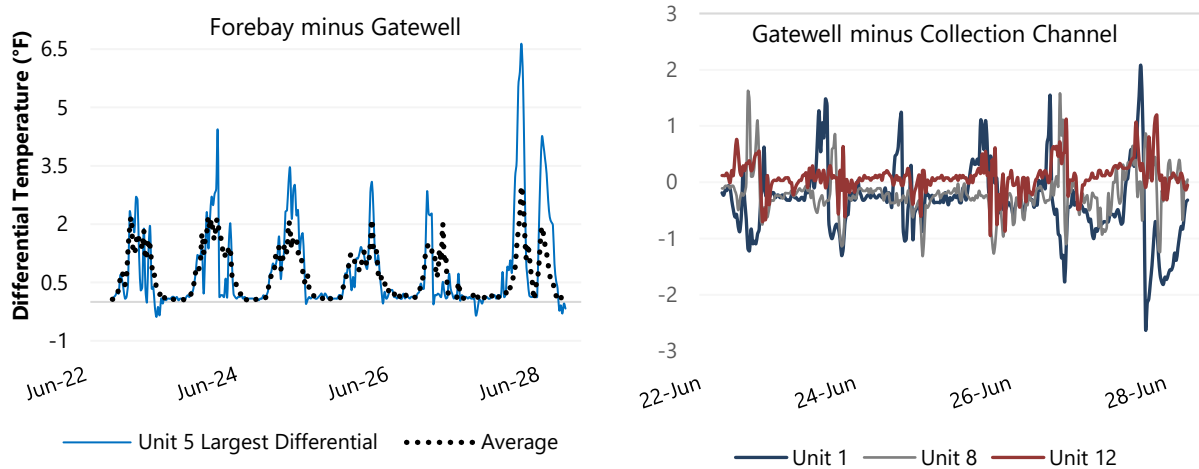 Forebay minus Gatewell
Differential Temperature (°F)
6.5
5
3.5
2
0.5
-1
Jun-22
Jun-24
Jun-26
Jun-28
Unit 5 Largest Differential
Average
Gatewell minus Collection Channel
3
2
1
0
-1
-2
-3
22-Jun
24-Jun
26-Jun
28-Jun
Unit 1
Unit 8
Unit 12